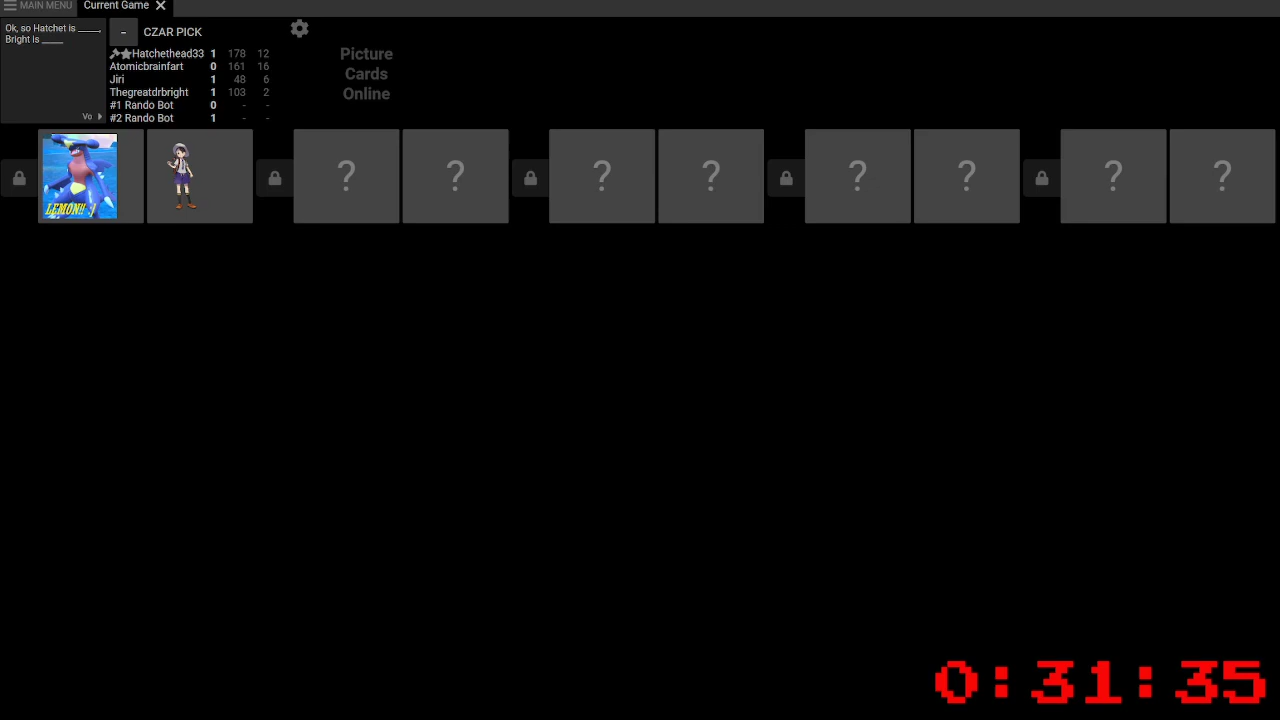 MAIN MENU
Current Game
Ok, so Hatchet is _____
Bright is _____
-
CZAR PICK
Hatchethead33 1 178 12
Atomicbrainfart 0 161 16
Jiri 1 48 6
Thegreatdrbright 1 103 2
#1 Rando Bot 0 - -
#2 Rando Bot 1 - -
Vo
Picture
Cards
Online
LEMON!! :)
? ? ? ? ? ? ? ?
0:31:35